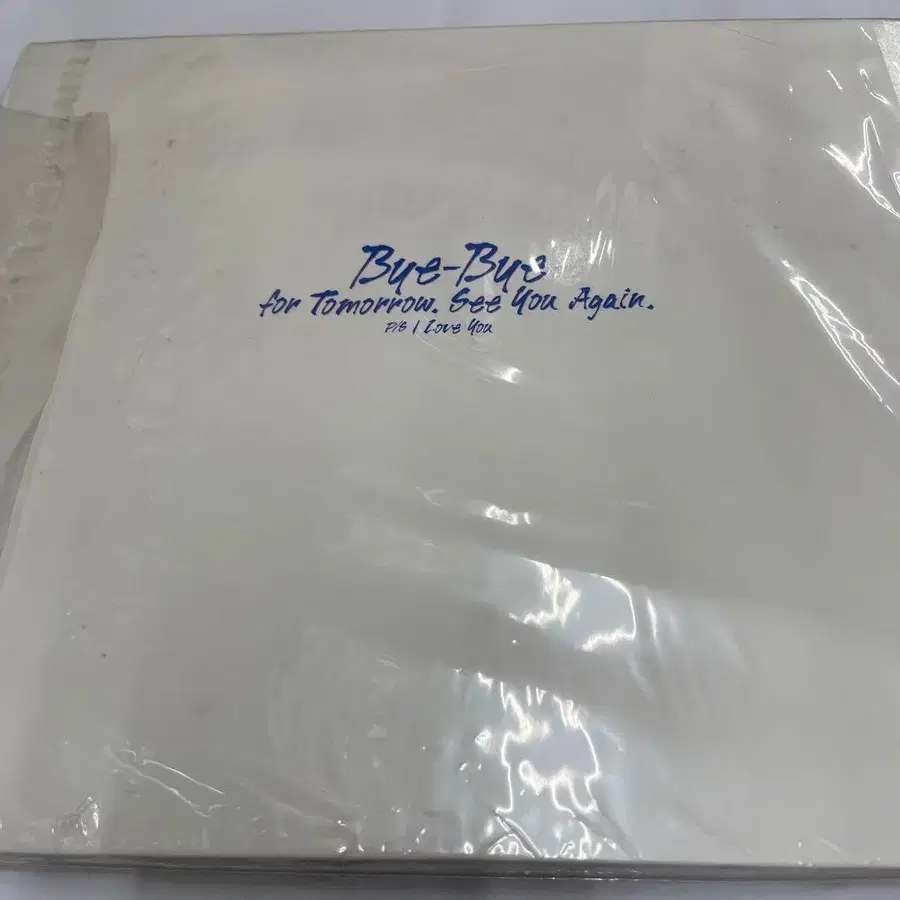 Bye-Bye
for Tomorrow. See You Again.
P/S I Love You